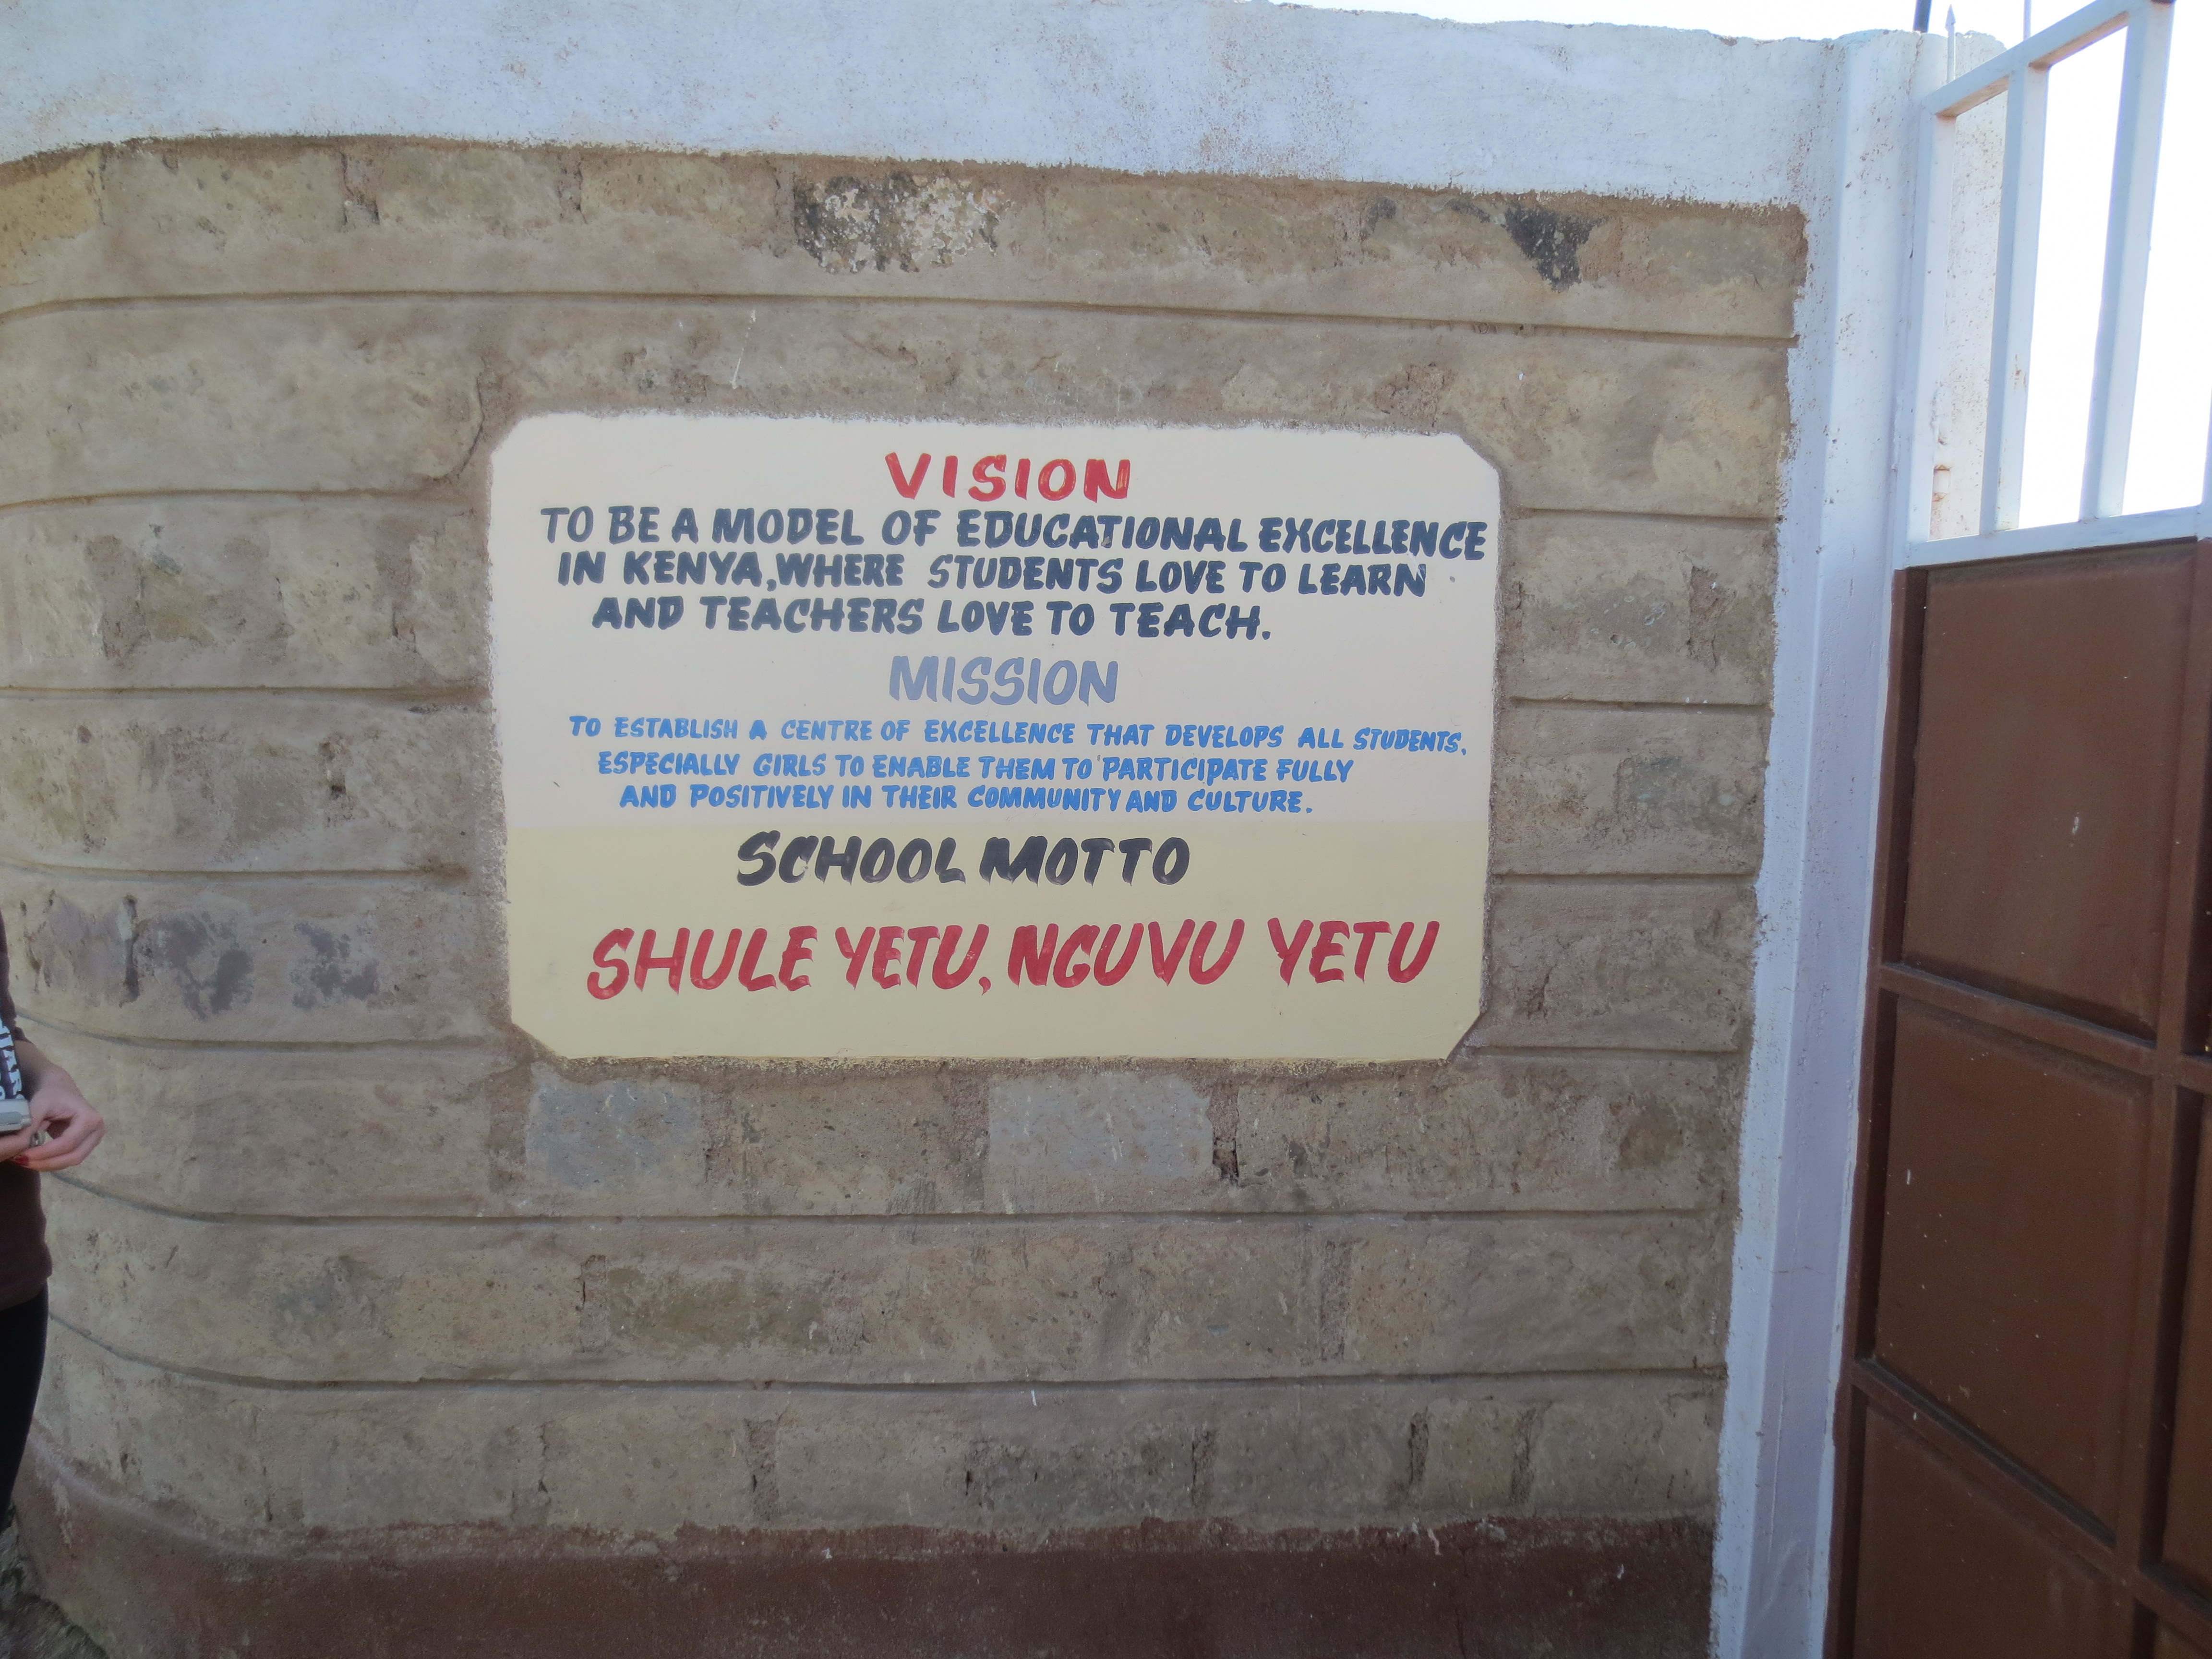 VISION
TO BE A MODEL OF EDUCATIONAL EXCELLENCE
IN KENYA, WHERE STUDENTS LOVE TO LEARN
AND TEACHERS LOVE TO TEACH.
MISSION
TO ESTABLISH A CENTRE OF EXCELLENCE THAT DEVELOPS ALL STUDENTS,
ESPECIALLY GIRLS TO ENABLE THEM TO PARTICIPATE FULLY
AND POSITIVELY IN THEIR COMMUNITY AND CULTURE.
SCHOOL MOTTO
SHULE YETU, NGUVU YETU